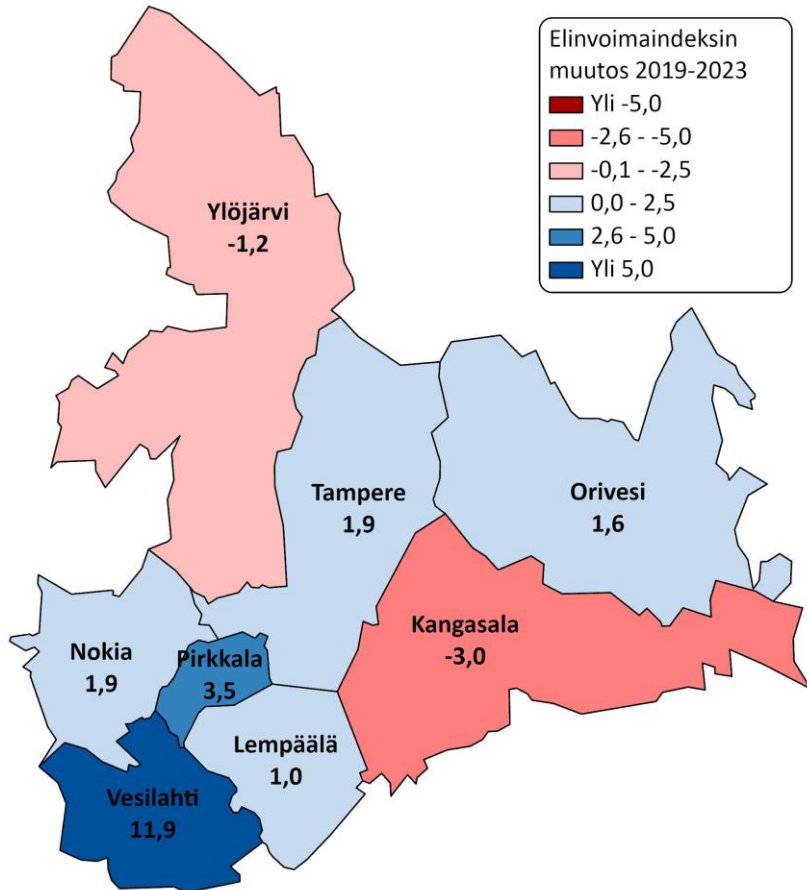 Elinvoimaindeksin
muutos 2019-2023
Yli -5,0
-2,6 - -5,0
-0,1 - -2,5
0,0 - 2,5
2,6 - 5,0
Yli 5,0
Ylöjärvi
-1,2
Tampere
1,9
Orivesi
1,6
Kangasala
-3,0
Nokia
1,9
Pirkkala
3,5
Lempäälä
1,0
Vesilahti
11,9